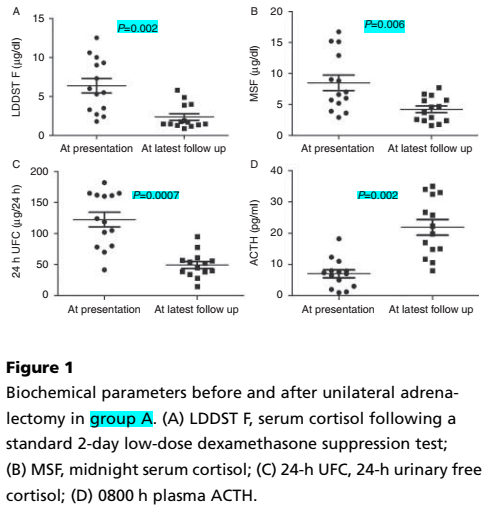 A
P=0.002
LDDST F (µg/dl)
15
10
5
0
At presentation
At latest follow up
B
P=0.006
MSF (µg/dl)
20
15
10
5
0
At presentation
At latest follow up
C
P=0.0007
24 h UFC (µg/24 h)
200
150
100
50
0
At presentation
At latest follow up
D
P=0.002
ACTH (pg/ml)
40
30
20
10
0
At presentation
At latest follow up
Figure 1
Biochemical parameters before and after unilateral adrena-
lectomy in group A. (A) LDDST F, serum cortisol following a
standard 2-day low-dose dexamethasone suppression test;
(B) MSF, midnight serum cortisol; (C) 24-h UFC, 24-h urinary free
cortisol; (D) 0800 h plasma ACTH.